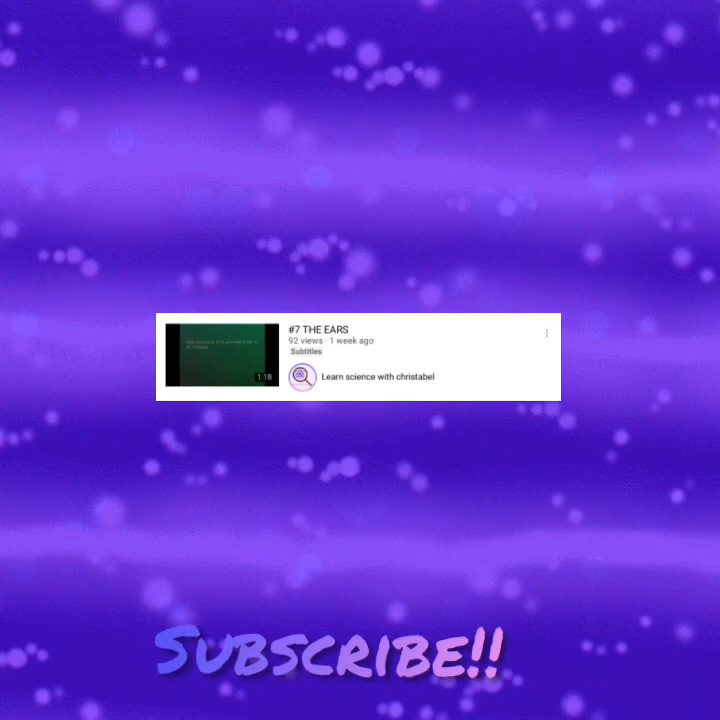 #7 THE EARS
92 views · 1 week ago
Subtitles
1:18
Learn science with christabel
SUBSCRIBE!!